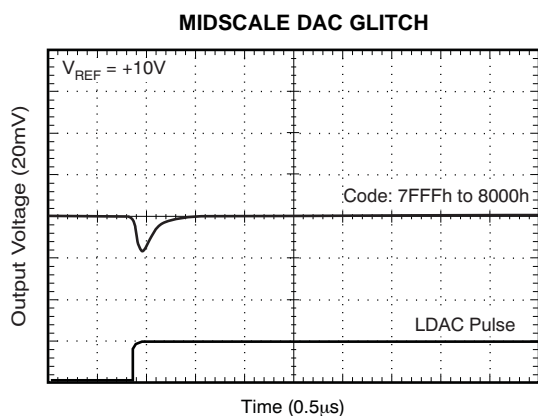 MIDSCALE DAC GLITCH
V_REF = +10V
Output Voltage (20mV)
Code: 7FFFh to 8000h
LDAC Pulse
Time (0.5µs)